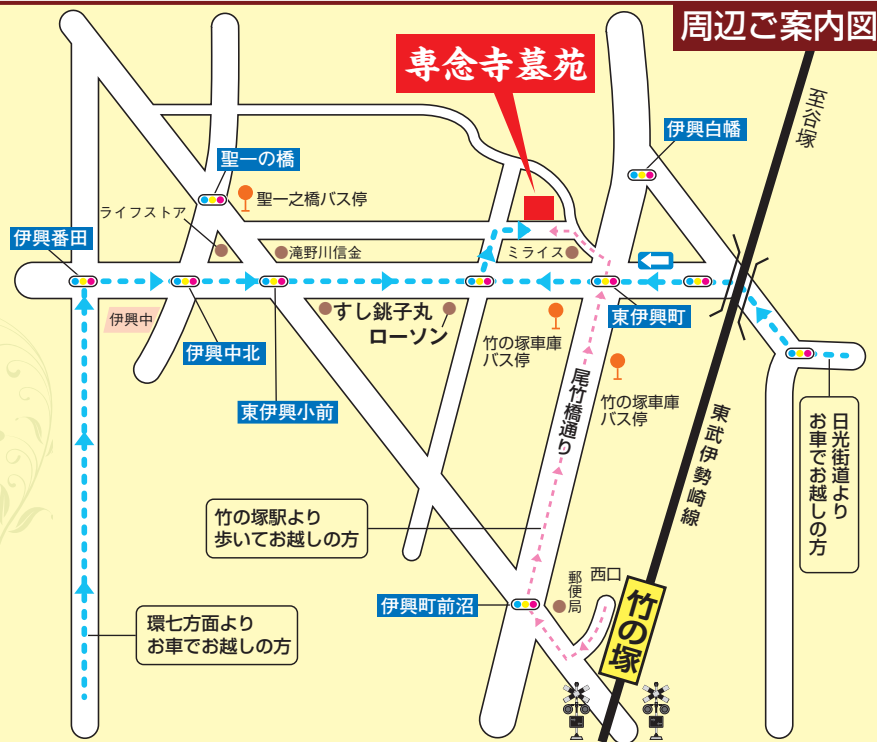 周辺ご案内図
専念寺墓苑
至谷塚
伊興白幡
聖一の橋
聖一之橋バス停
ライフストア
伊興番田
滝野川信金
ミライス
伊興中
すし銚子丸
ローソン
東伊興町
伊興中北
竹の塚車庫
バス停
尾竹橋通り
竹の塚車庫
バス停
東伊興小前
東武伊勢崎線
日光街道より
お車でお越しの方
竹の塚駅より
歩いてお越しの方
伊興町前沼
郵便局
西口
竹の塚
環七方面より
お車でお越しの方